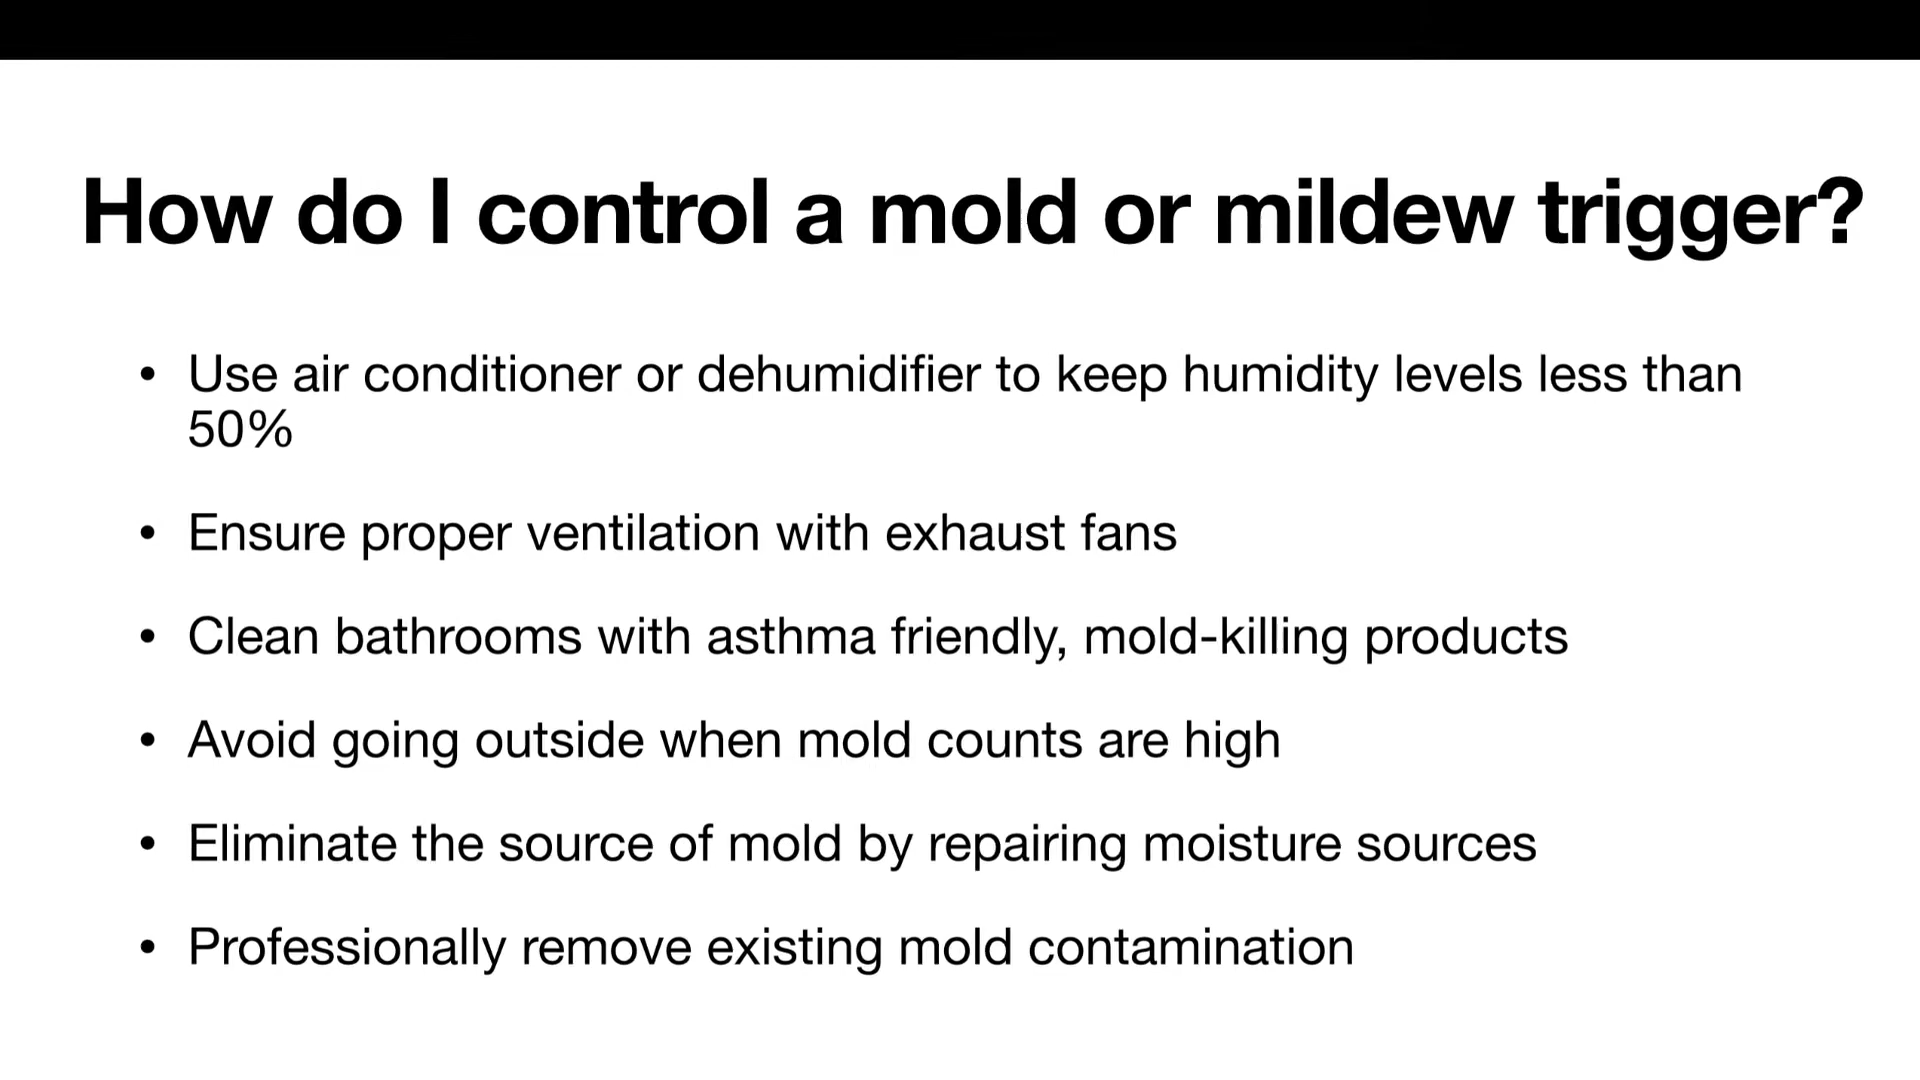 How do I control a mold or mildew trigger?
• Use air conditioner or dehumidifier to keep humidity levels less than
50%
• Ensure proper ventilation with exhaust fans
• Clean bathrooms with asthma friendly, mold-killing products
• Avoid going outside when mold counts are high
• Eliminate the source of mold by repairing moisture sources
• Professionally remove existing mold contamination